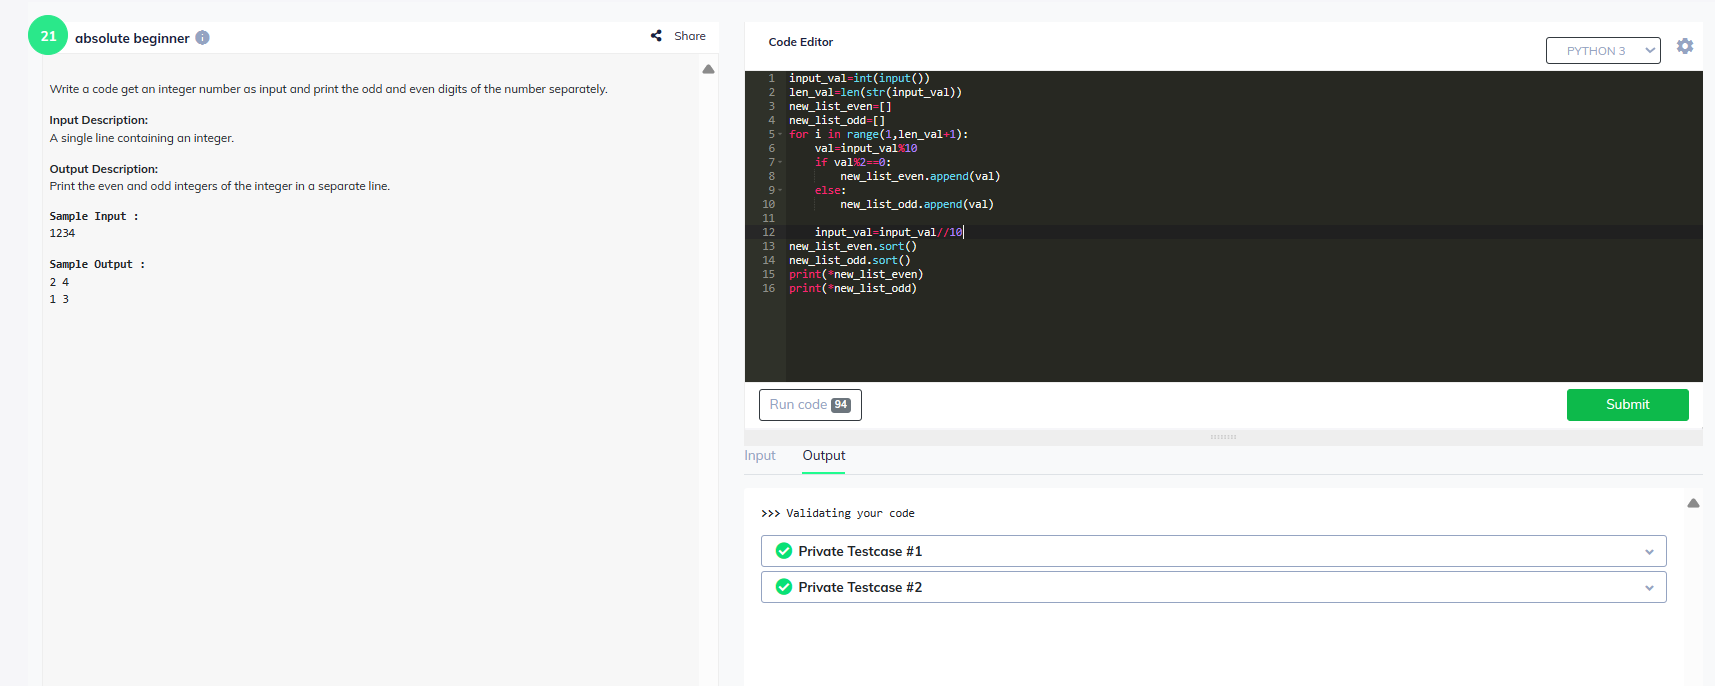 21
absolute beginner
Share
Write a code get an integer number as input and print the odd and even digits of the number separately.
Input Description:
A single line containing an integer.
Output Description:
Print the even and odd integers of the integer in a separate line.
Sample Input :
1234
Sample Output :
2 4
1 3
Code Editor
PYTHON 3
1 input_val=int(input())
2 len_val=len(str(input_val))
3 new_list_even=[]
4 new_list_odd=[]
5 for i in range(1,len_val+1):
6     val=input_val%10
7     if val%2==0:
8         new_list_even.append(val)
9     else:
10         new_list_odd.append(val)
11
12     input_val=input_val//10
13 new_list_even.sort()
14 new_list_odd.sort()
15 print(*new_list_even)
16 print(*new_list_odd)
Run code 94
Submit
Input Output
>>> Validating your code
Private Testcase #1
Private Testcase #2